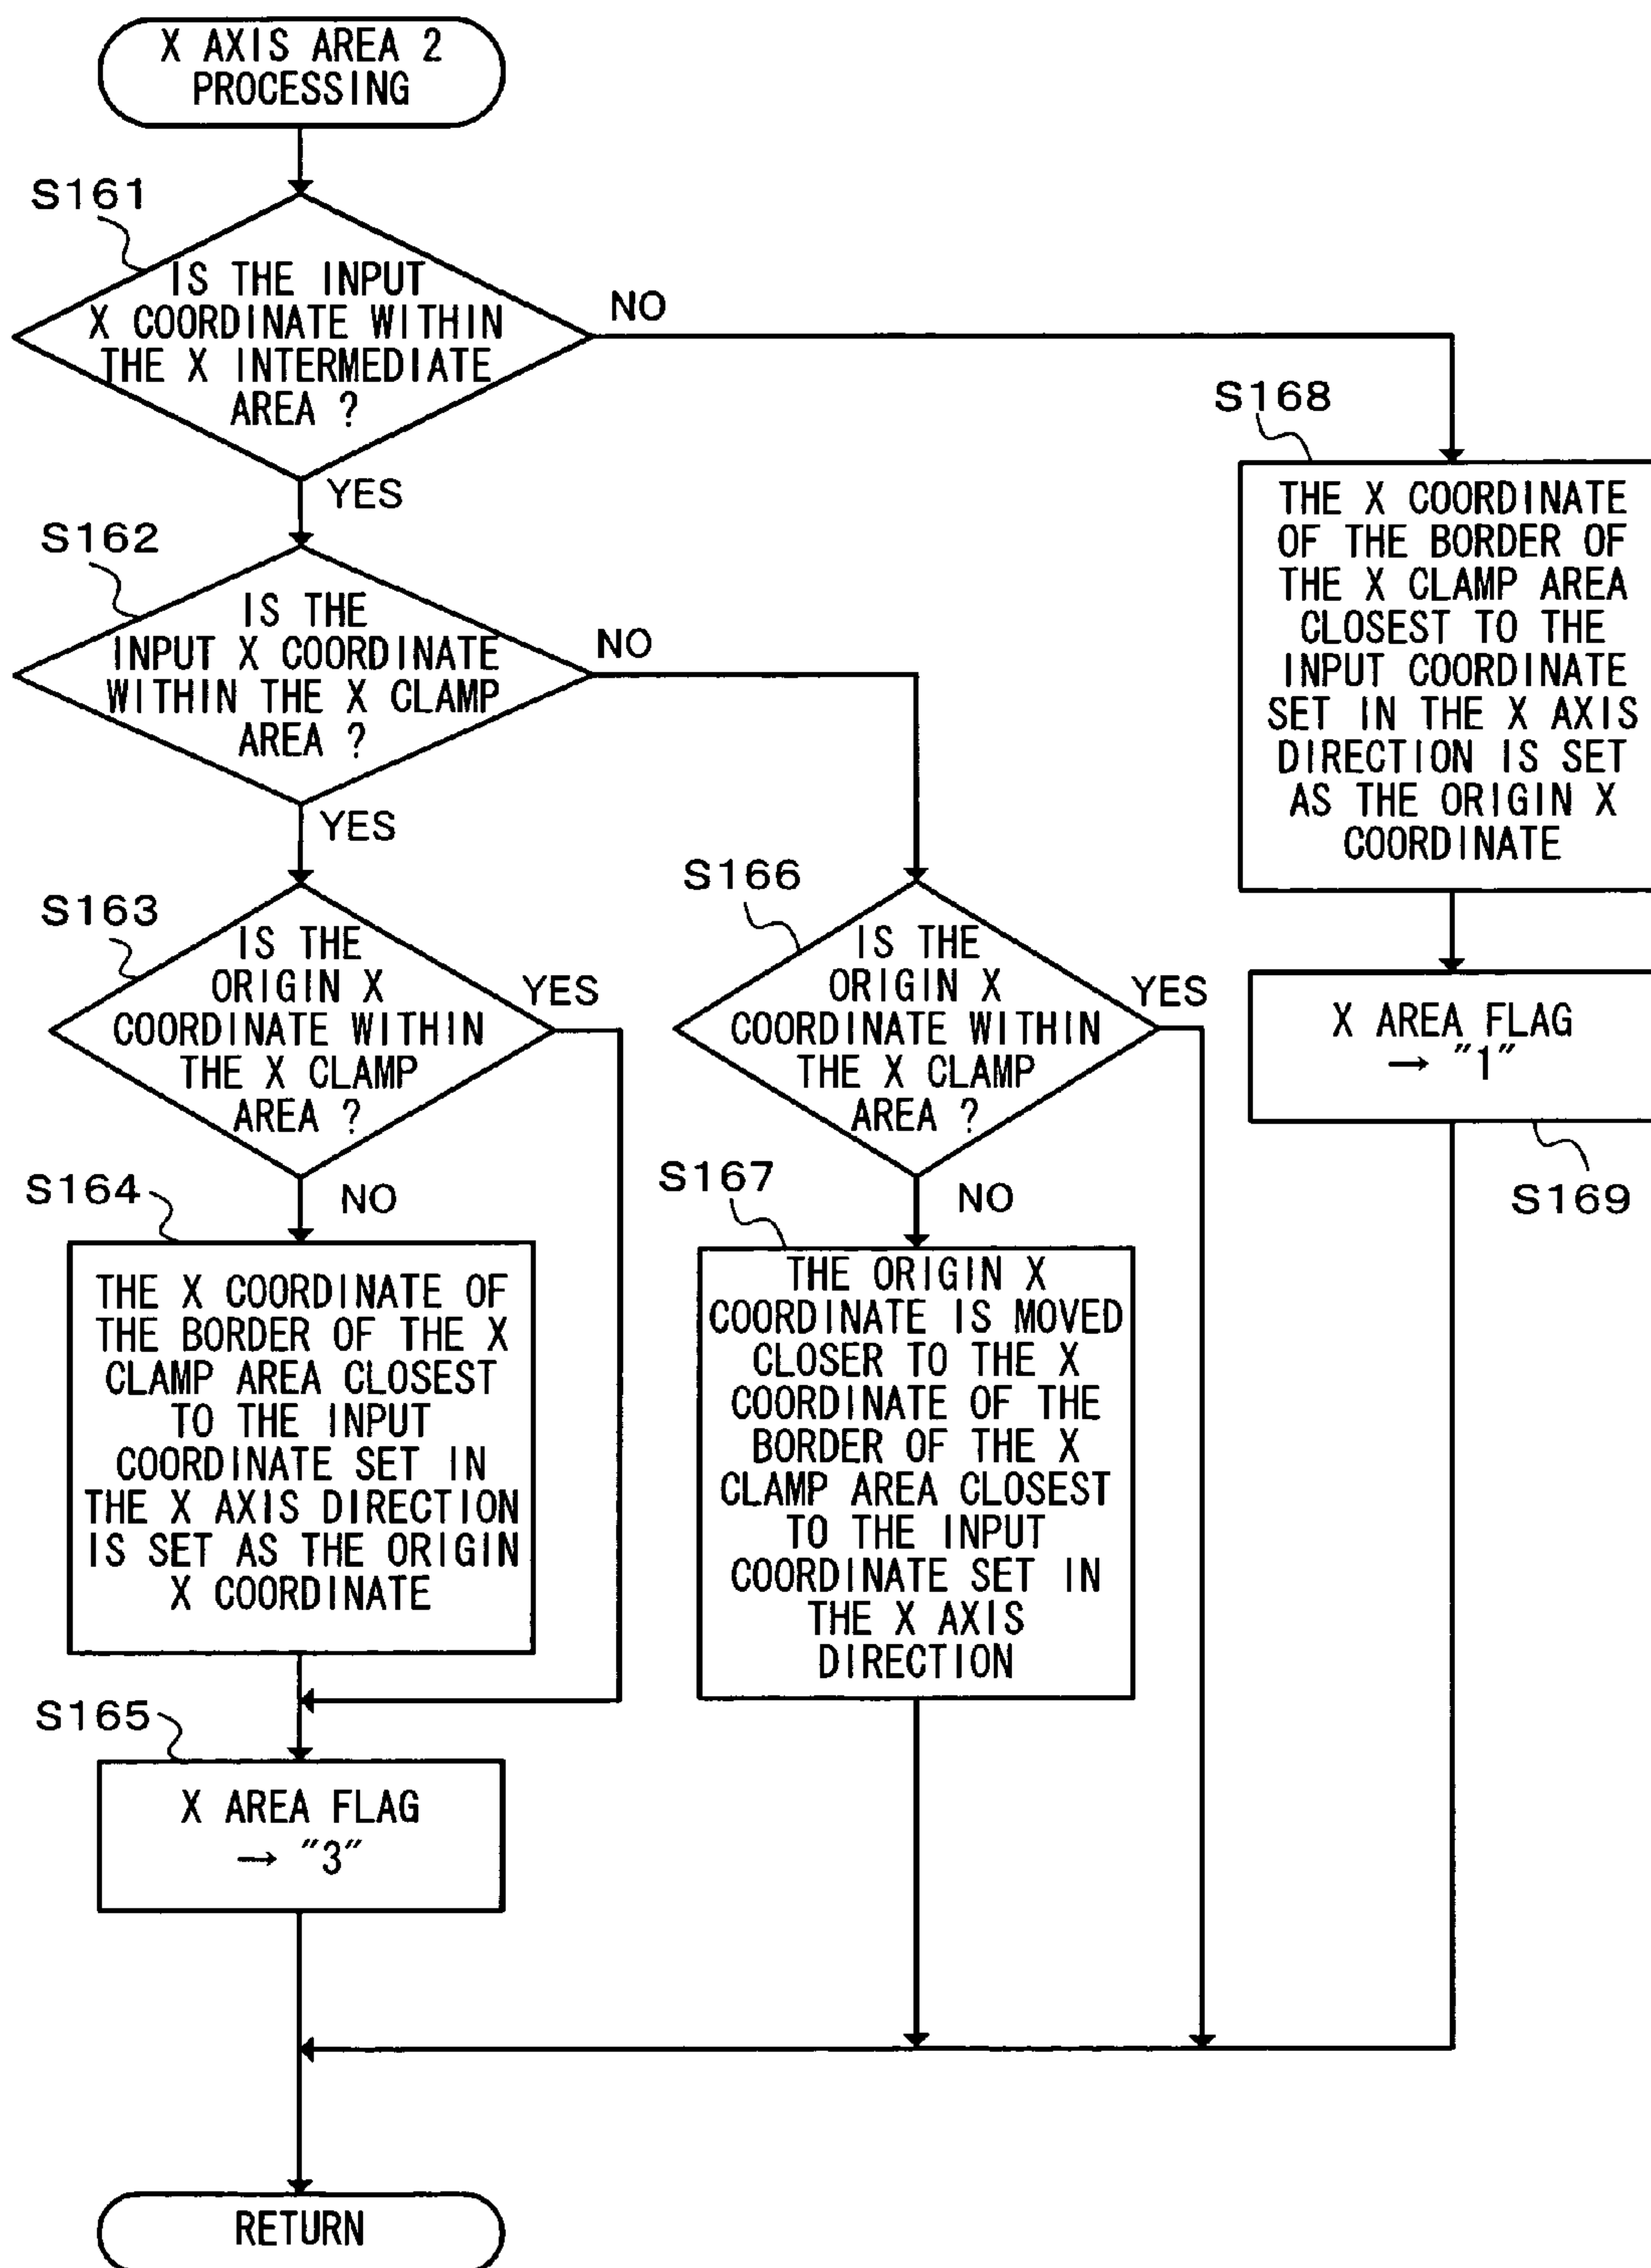 X AXIS AREA 2
PROCESSING
S161
IS THE INPUT
X COORDINATE WITHIN
THE X INTERMEDIATE
AREA ?
NO
YES
S162
IS THE
INPUT X COORDINATE
WITHIN THE X CLAMP
AREA ?
NO
YES
S163
IS THE
ORIGIN X
COORDINATE WITHIN
THE X CLAMP
AREA ?
YES
NO
S164
THE X COORDINATE OF
THE BORDER OF THE X
CLAMP AREA CLOSEST
TO THE INPUT
COORDINATE SET IN
THE X AXIS DIRECTION
IS SET AS THE ORIGIN
X COORDINATE
S165
X AREA FLAG
→ "3"
S166
IS THE
ORIGIN X
COORDINATE WITHIN
THE X CLAMP
AREA ?
YES
NO
S167
THE ORIGIN X
COORDINATE IS MOVED
CLOSER TO THE X
COORDINATE OF THE
BORDER OF THE X
CLAMP AREA CLOSEST
TO THE INPUT
COORDINATE SET IN
THE X AXIS
DIRECTION
S168
THE X COORDINATE
OF THE BORDER OF
THE X CLAMP AREA
CLOSEST TO THE
INPUT COORDINATE
SET IN THE X AXIS
DIRECTION IS SET
AS THE ORIGIN X
COORDINATE
X AREA FLAG
→ "1"
S169
RETURN